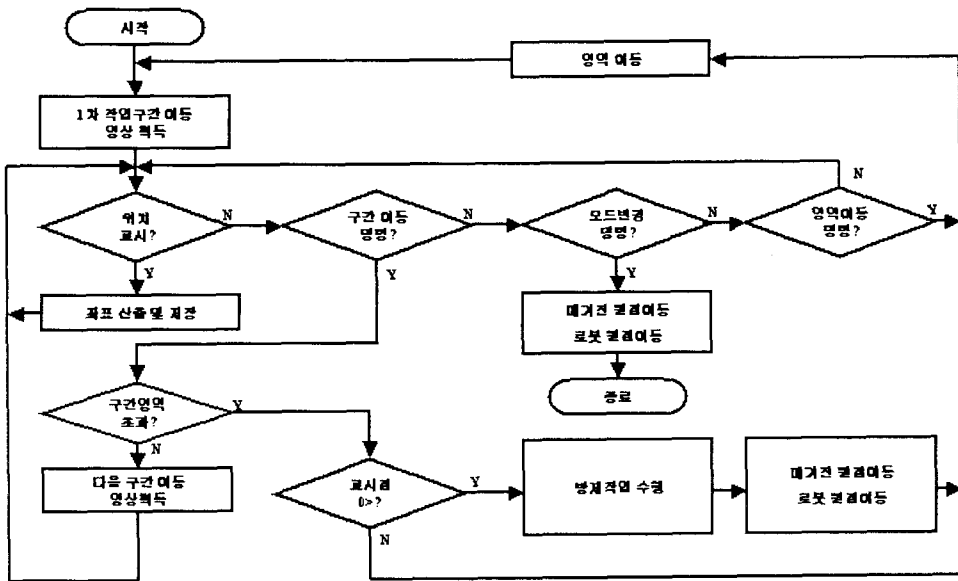 시작
영역 이동
1차 작업구간 이동
영상 획득
위치
교시?
N
구간 이동
명령?
N
모드변경
명령?
N
영역이동
명령?
N
Y
Y
Y
Y
좌표 산출 및 저장
매거진 원점이동
로봇 원점이동
종료
구간영역
초과?
Y
N
다음 구간 이동
영상획득
교시점
0>?
Y
N
방제작업 수행
매거진 원점이동
로봇 원점이동